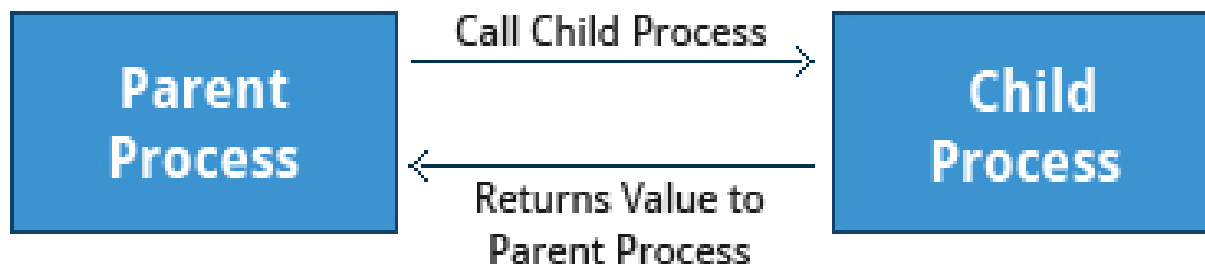 Parent
Process
Call Child Process
Returns Value to
Parent Process
Child
Process